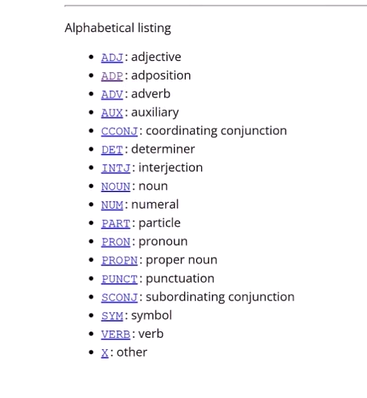 Alphabetical listing
ADJ: adjective
ADP: adposition
ADV: adverb
AUX: auxiliary
CCONJ: coordinating conjunction
DET: determiner
INTJ: interjection
NOUN: noun
NUM: numeral
PART: particle
PRON: pronoun
PROPN: proper noun
PUNCT: punctuation
SCONJ: subordinating conjunction
SYM: symbol
VERB: verb
X: other